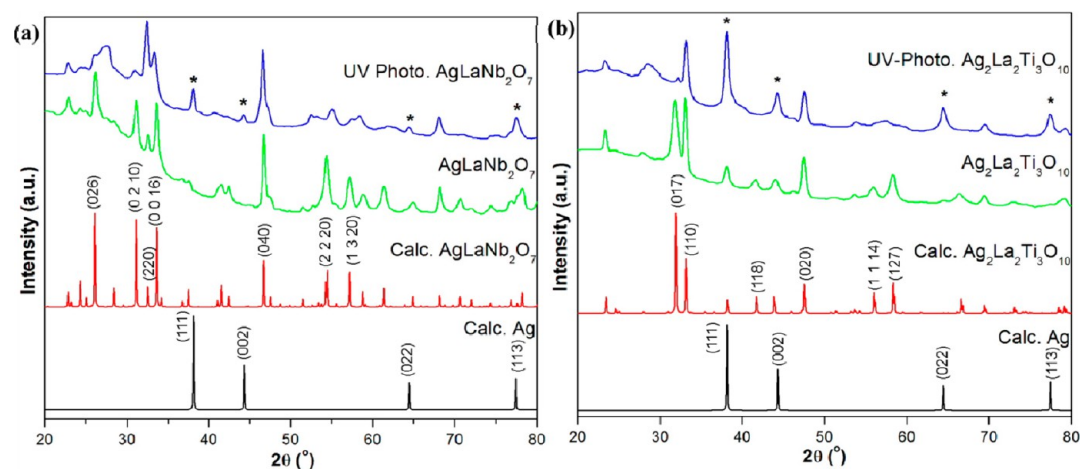 (a)
*
UV Photo. AgLaNb₂O₇
*
*
*
AgLaNb₂O₇
(026)
(0 2 10)
(220)
(0 0 16)
(040)
(2 2 20)
(1 3 20)
Calc. AgLaNb₂O₇
(111)
(002)
(022)
(113)
Calc. Ag
Intensity (a.u.)
20 30 40 50 60 70 80
2θ (°)
(b)
*
UV-Photo. Ag₂La₂Ti₃O₁₀
*
*
*
Ag₂La₂Ti₃O₁₀
(017)
(110)
(118)
(020)
(1 1 14)
(127)
Calc. Ag₂La₂Ti₃O₁₀
(111)
(002)
(022)
(113)
Calc. Ag
Intensity (a.u.)
20 30 40 50 60 70 80
2θ (°)